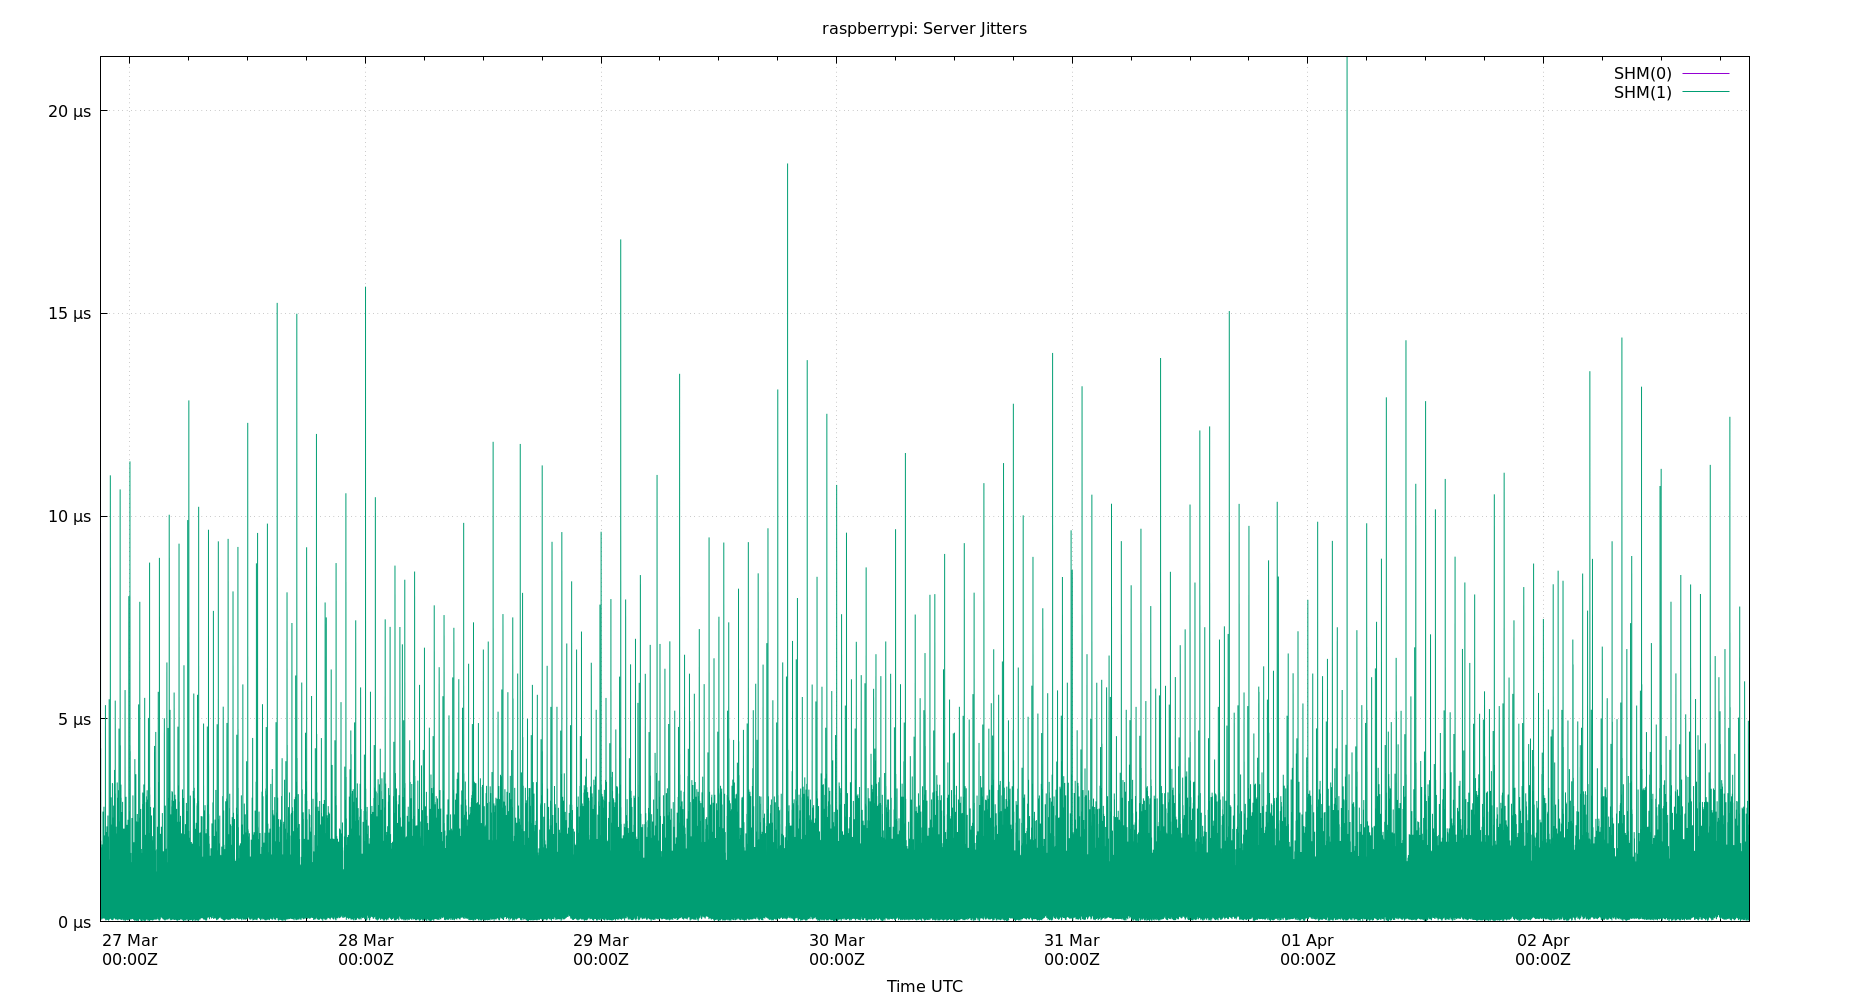 raspberrypi: Server Jitters
SHM(0)
SHM(1)
20 µs
15 µs
10 µs
5 µs
0 µs
27 Mar 28 Mar 29 Mar 30 Mar 31 Mar 01 Apr 02 Apr
00:00Z 00:00Z 00:00Z 00:00Z 00:00Z 00:00Z 00:00Z
Time UTC